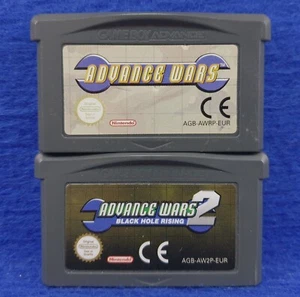 GAME BOY ADVANCE
ADVANCE WARS
Nintendo
CE
AGB-AWRP-EUR
ADVANCE WARS 2
BLACK HOLE RISING
Nintendo
CE
AGB-AW2P-EUR